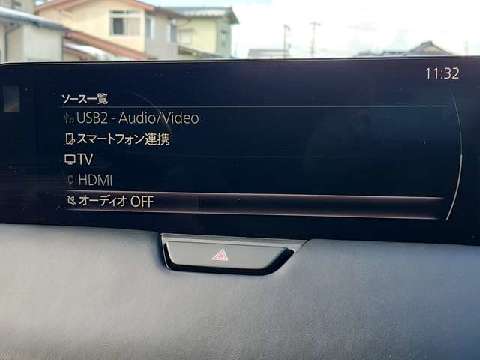 11:32
ソース一覧
USB2 - Audio/Video
スマートフォン連携
TV
HDMI
オーディオ OFF